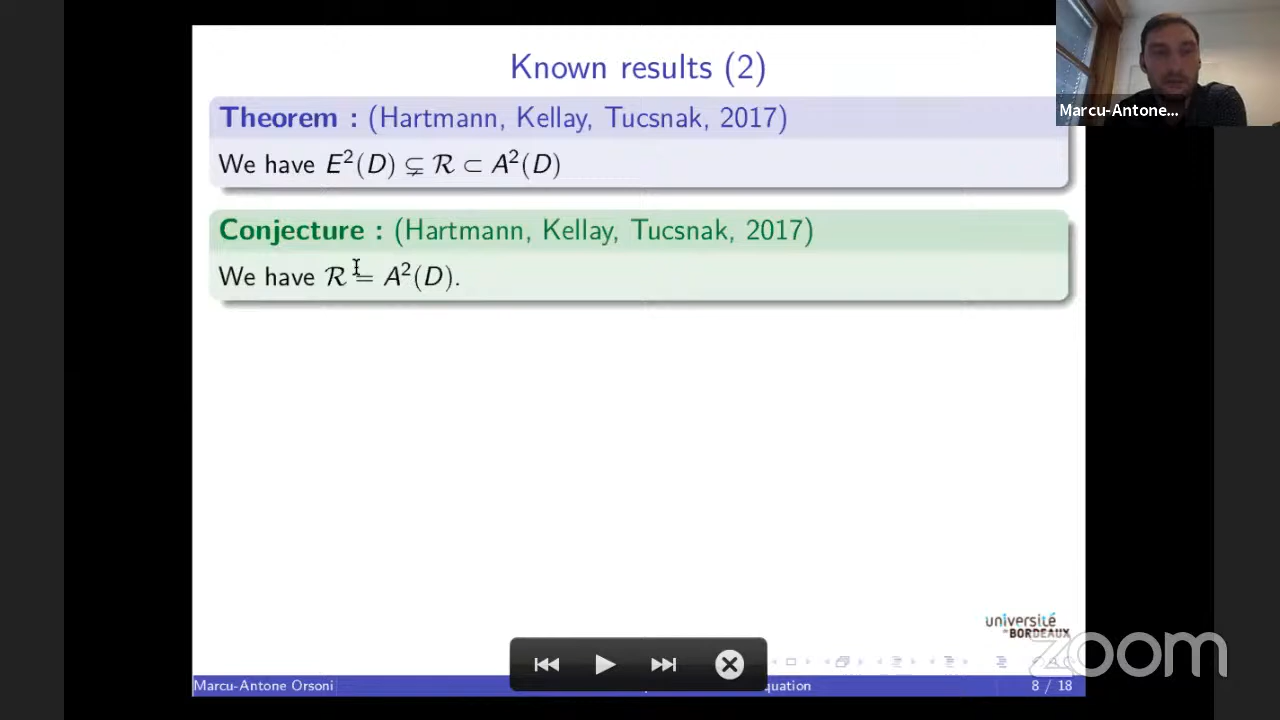 Known results (2)
Theorem : (Hartmann, Kellay, Tucsnak, 2017)
We have E²(D) ⊊ ℛ ⊂ A²(D)
Conjecture : (Hartmann, Kellay, Tucsnak, 2017)
We have ℛ = A²(D).
Marcu-Antone...
université
de BORDEAUX
zoom
Marcu-Antone Orsoni
8 / 18